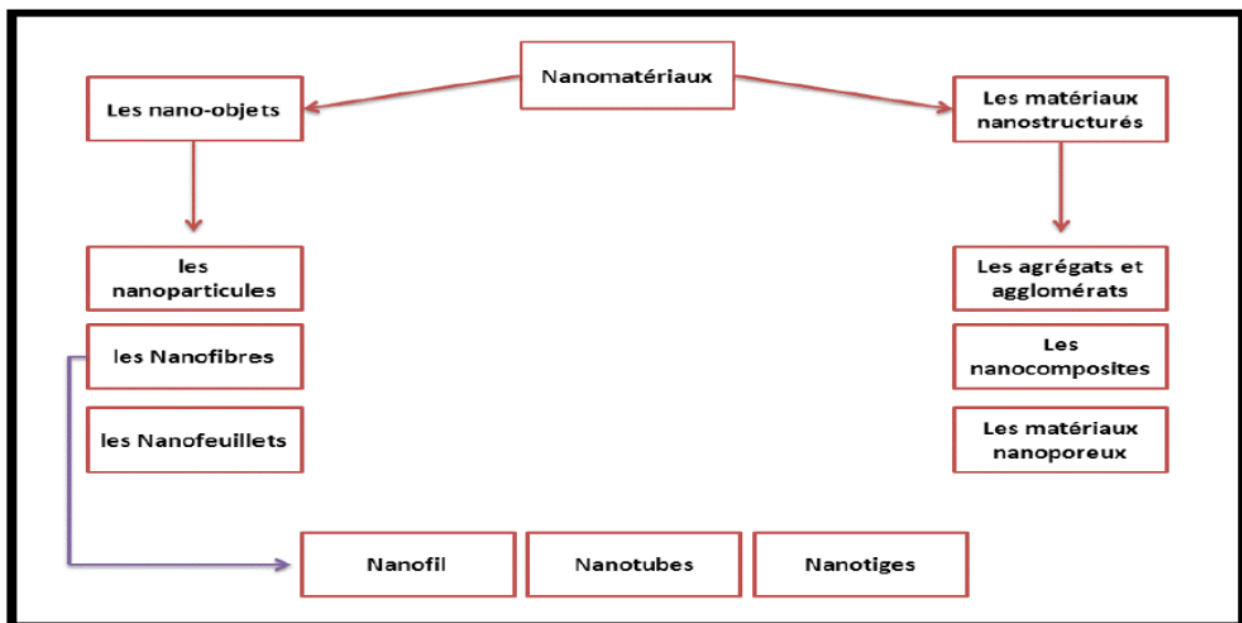 Nanomatériaux
Les nano-objets
Les matériaux
nanostructurés
les
nanoparticules
Les agrégats et
agglomérats
les Nanofibres
Les
nanocomposites
les Nanofeuillets
Les matériaux
nanoporeux
Nanofil
Nanotubes
Nanotiges